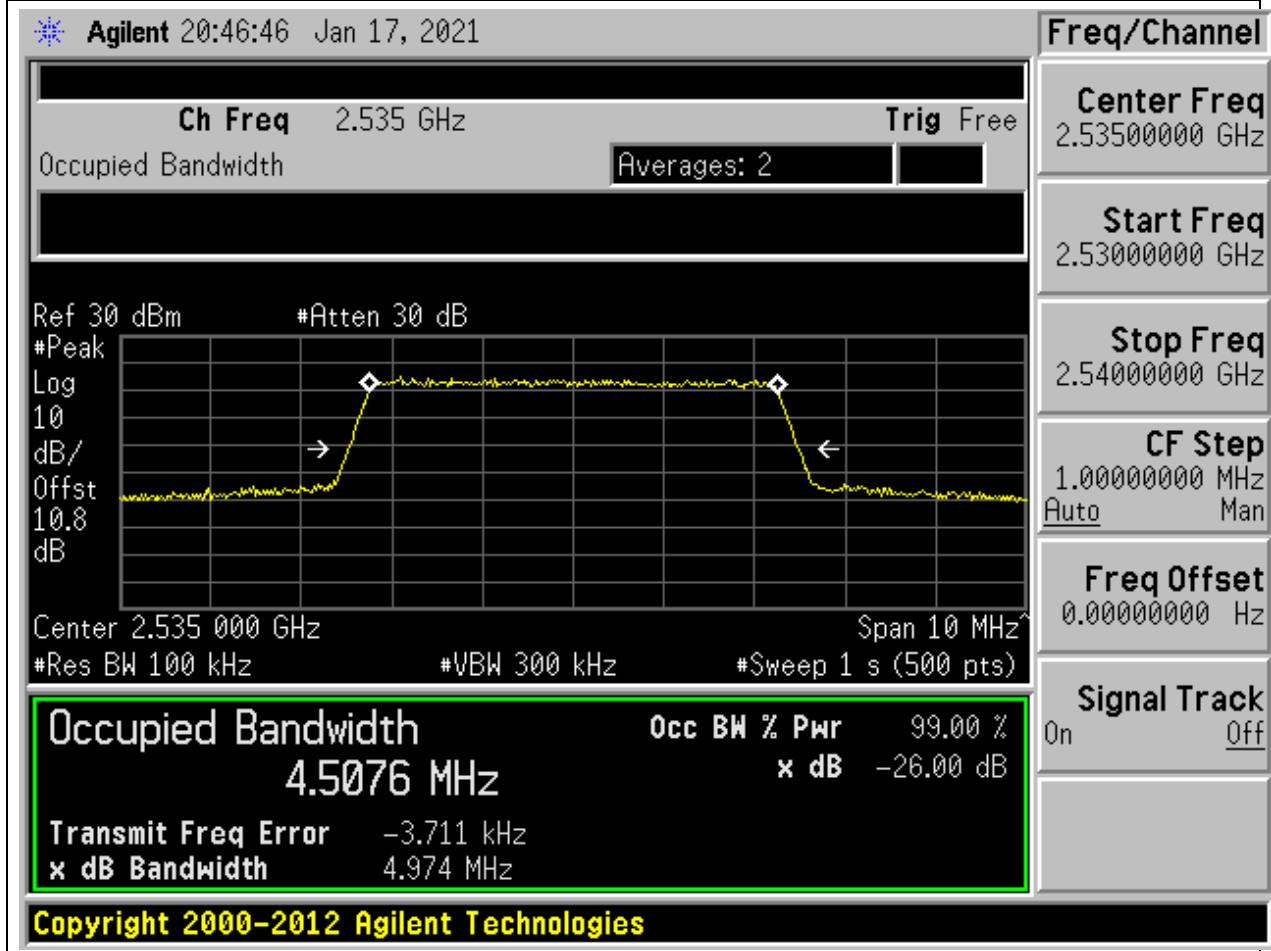 Agilent 20:46:46 Jan 17, 2021
Freq/Channel
Ch Freq 2.535 GHz Trig Free
Occupied Bandwidth Averages: 2
Ref 30 dBm #Atten 30 dB
#Peak
Log
10
dB/
Offst
10.8
dB
Center 2.535 000 GHz Span 10 MHz^
#Res BW 100 kHz #VBW 300 kHz #Sweep 1 s (500 pts)
Occupied Bandwidth
4.5076 MHz
Occ BW % Pwr 99.00 %
x dB -26.00 dB
Transmit Freq Error -3.711 kHz
x dB Bandwidth 4.974 MHz
Center Freq
2.53500000 GHz
Start Freq
2.53000000 GHz
Stop Freq
2.54000000 GHz
CF Step
1.00000000 MHz
Auto Man
Freq Offset
0.00000000 Hz
Signal Track
On Off
Copyright 2000-2012 Agilent Technologies